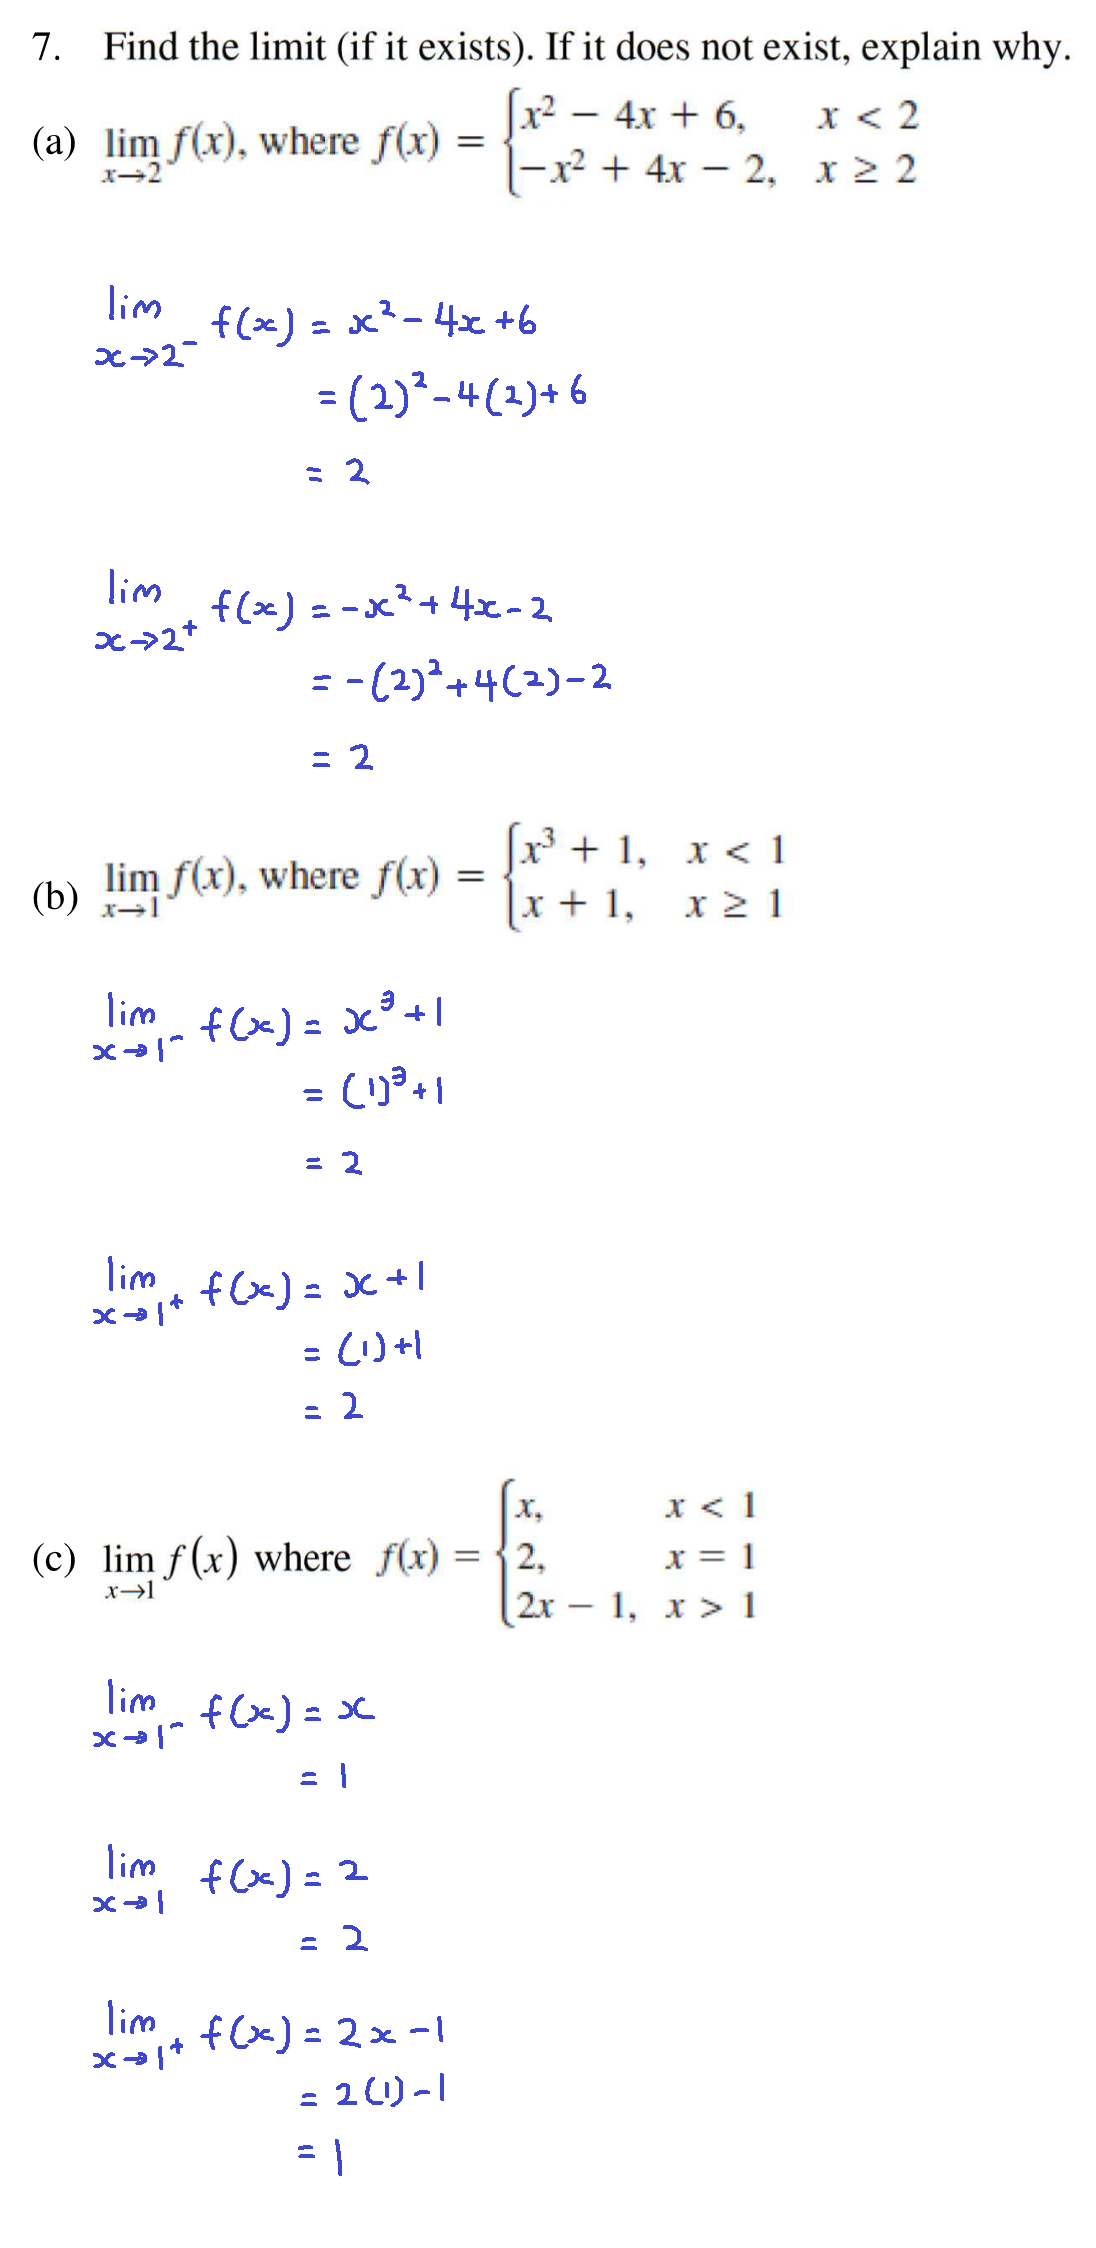 7. Find the limit (if it exists). If it does not exist, explain why.
(a) lim x→2 f(x), where f(x) = { x² − 4x + 6, x < 2
−x² + 4x − 2, x ≥ 2
lim x→2⁻ f(x) = x² − 4x + 6
= (2)² − 4(2) + 6
= 2
lim x→2⁺ f(x) = −x² + 4x − 2
= −(2)² + 4(2) − 2
= 2
(b) lim x→1 f(x), where f(x) = { x³ + 1, x < 1
x + 1, x ≥ 1
lim x→1⁻ f(x) = x³ + 1
= (1)³ + 1
= 2
lim x→1⁺ f(x) = x + 1
= (1) + 1
= 2
(c) lim x→1 f(x) where f(x) = { x, x < 1
2, x = 1
2x − 1, x > 1
lim x→1⁻ f(x) = x
= 1
lim x→1 f(x) = 2
= 2
lim x→1⁺ f(x) = 2x − 1
= 2(1) − 1
= 1